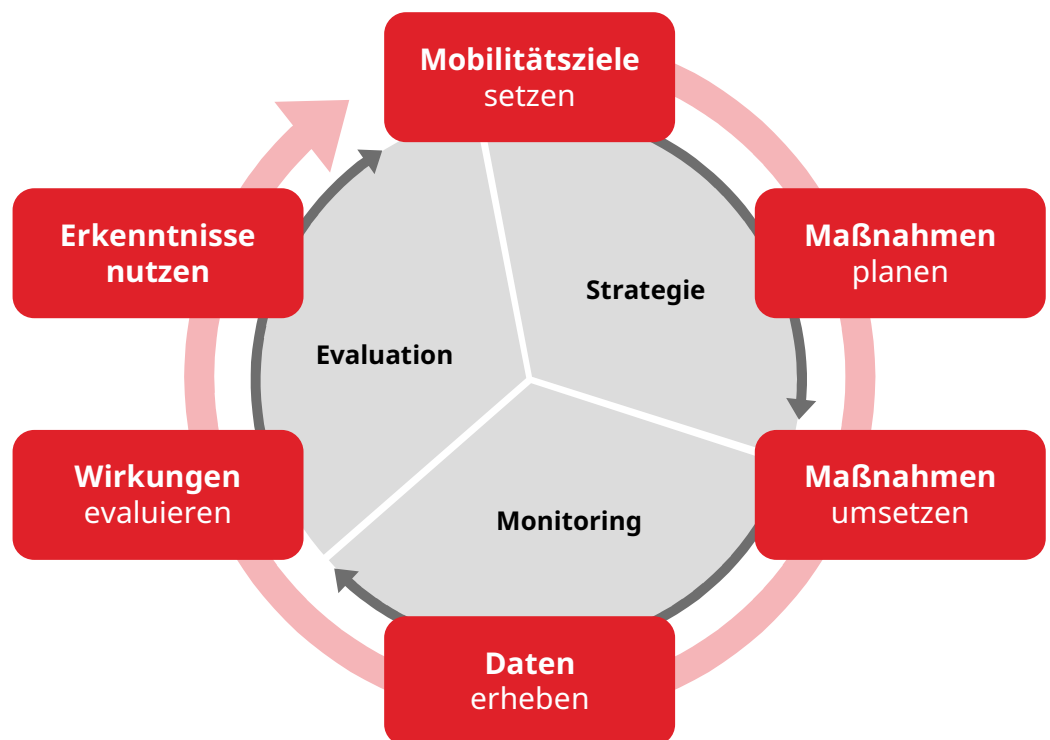 Mobilitätsziele
setzen
Maßnahmen
planen
Maßnahmen
umsetzen
Daten
erheben
Wirkungen
evaluieren
Erkenntnisse
nutzen
Strategie
Monitoring
Evaluation